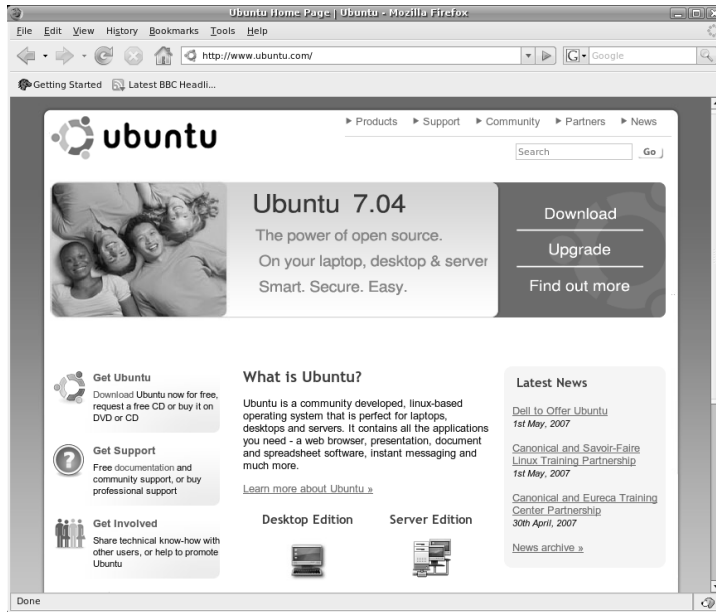 Ubuntu Home Page | Ubuntu - Mozilla Firefox
File Edit View History Bookmarks Tools Help
http://www.ubuntu.com/
G Google
Getting Started Latest BBC Headli...
ubuntu
Products Support Community Partners News
Search Go
Ubuntu 7.04
The power of open source.
On your laptop, desktop & server
Smart. Secure. Easy.
Download
Upgrade
Find out more
Get Ubuntu
Download Ubuntu now for free,
request a free CD or buy it on
DVD or CD
Get Support
Free documentation and
community support, or buy
professional support
Get Involved
Share technical know-how with
other users, or help to promote
Ubuntu
What is Ubuntu?
Ubuntu is a community developed, linux-based
operating system that is perfect for laptops,
desktops and servers. It contains all the applications
you need - a web browser, presentation, document
and spreadsheet software, instant messaging and
much more.
Learn more about Ubuntu »
Desktop Edition Server Edition
Latest News
Dell to Offer Ubuntu
1st May, 2007
Canonical and Savoir-Faire
Linux Training Partnership
1st May, 2007
Canonical and Eureca Training
Center Partnership
30th April, 2007
News archive »
Done